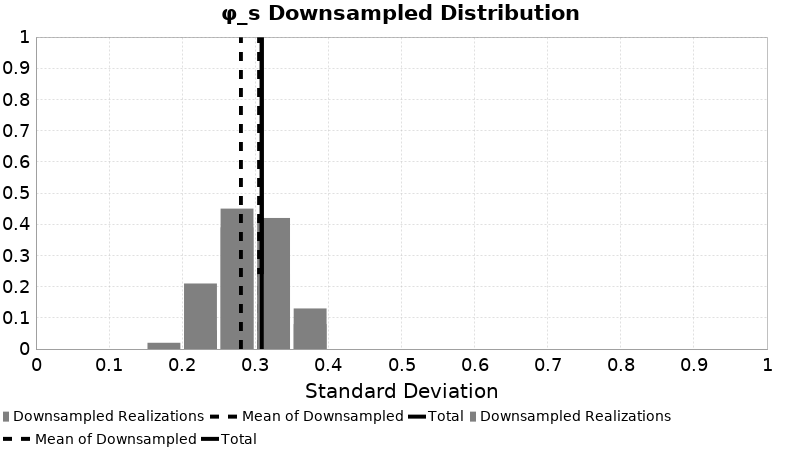 φ_s Downsampled Distribution
1
0.9
0.8
0.7
0.6
0.5
0.4
0.3
0.2
0.1
0
0 0.1 0.2 0.3 0.4 0.5 0.6 0.7 0.8 0.9 1
Standard Deviation
Downsampled Realizations Mean of Downsampled Total Downsampled Realizations
Mean of Downsampled Total